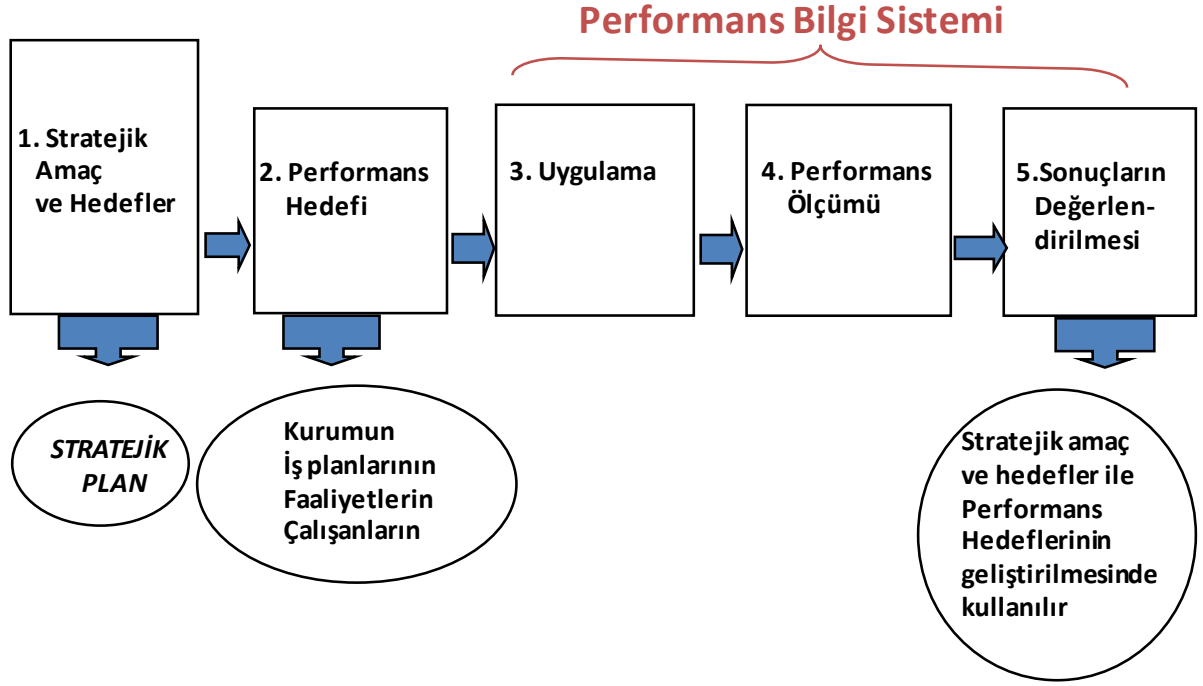 Performans Bilgi Sistemi
1. Stratejik
Amaç
ve Hedefler
2. Performans
Hedefi
3. Uygulama
4. Performans
Ölçümü
5.Sonuçların
Değerlen-
dirilmesi
STRATEJİK
PLAN
Kurumun
İş planlarının
Faaliyetlerin
Çalışanların
Stratejik amaç
ve hedefler ile
Performans
Hedeflerinin
geliştirilmesinde
kullanılır